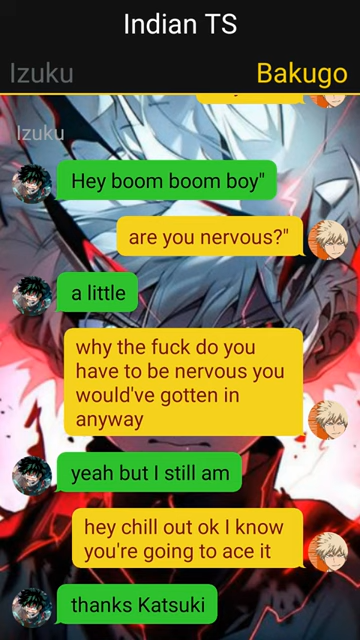 Indian TS
Izuku
Bakugo
Izuku
Hey boom boom boy"
are you nervous?"
a little
why the fuck do you
have to be nervous you
would've gotten in
anyway
yeah but I still am
hey chill out ok I know
you're going to ace it
thanks Katsuki